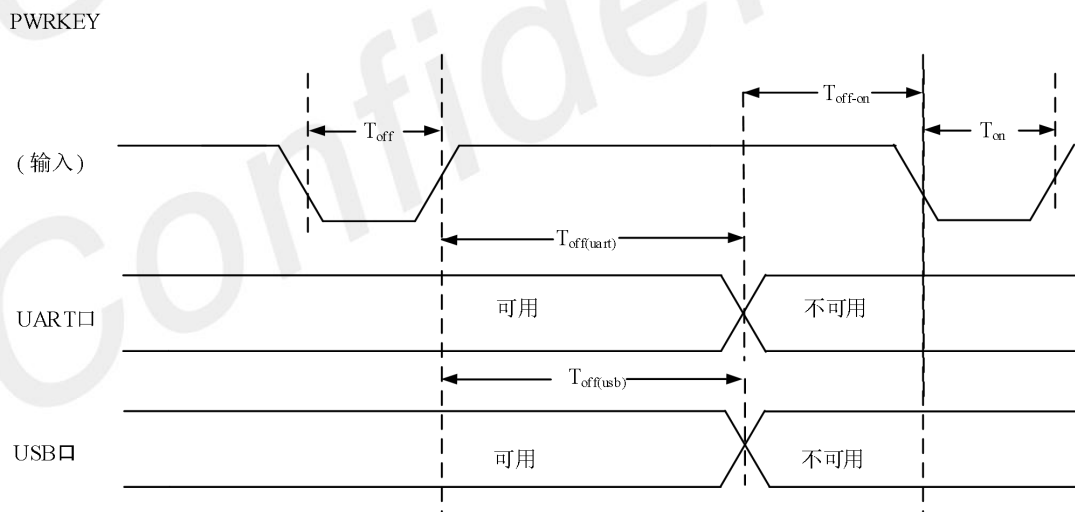 PWRKEY
Confidential
Toff-on
Toff
Ton
(输入)
Toff(uart)
UART口
可用
不可用
Toff(usb)
USB口
可用
不可用